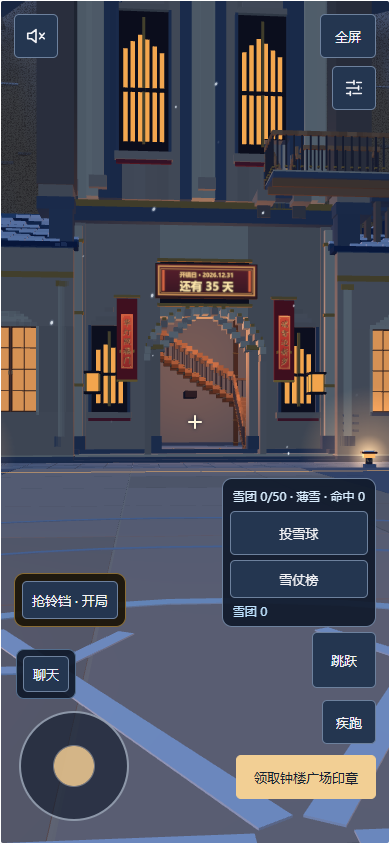 全屏
开镜日·2026.12.31
还有 35 天
雪团 0/50 · 薄雪 · 命中 0
投雪球
雪仗榜
雪团 0
抢铃铛 · 开局
聊天
跳跃
疾跑
领取钟楼广场印章